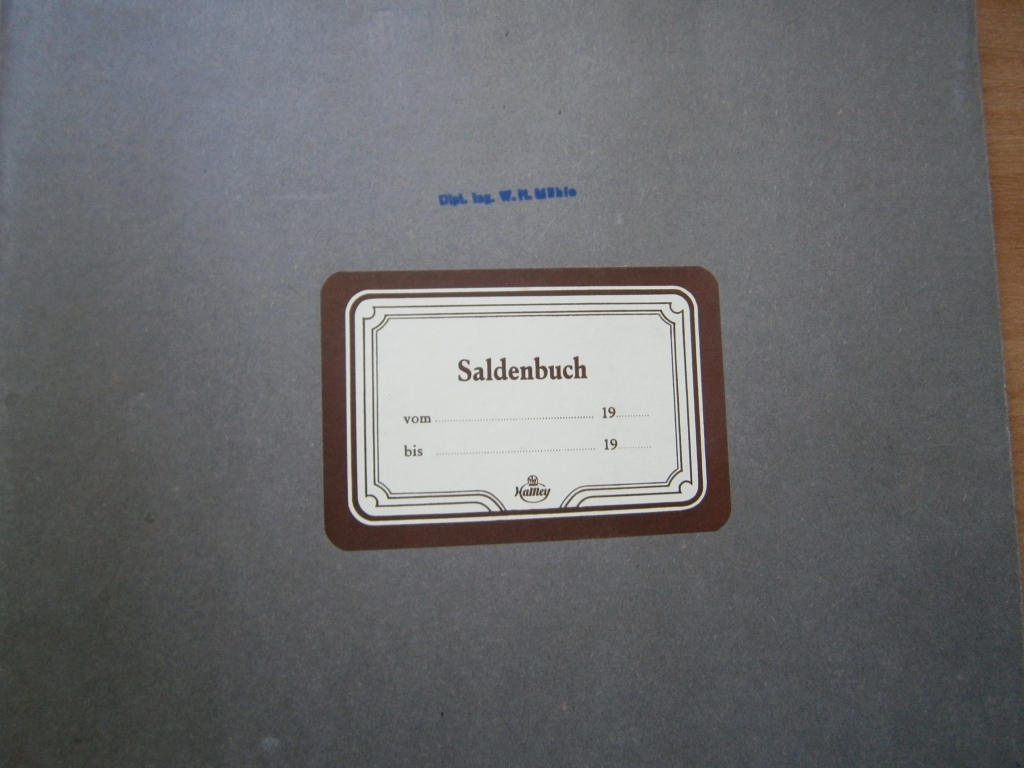 Dipl. Ing. W. H. Mühle
Saldenbuch
vom ........................................ 19.........
bis ........................................ 19.........